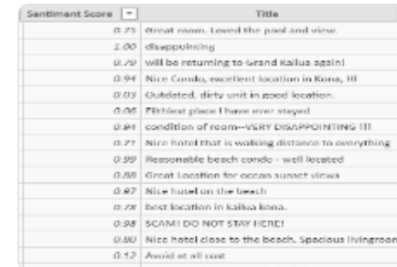 Sentiment Score Title
0.75 Great room. Loved the pool and view.
1.00 disappointing
0.79 will be returning to Grand Kailua again!
0.94 Nice Condo, excellent location in Kona, HI
0.03 Outdated, dirty unit in good location.
0.06 Filthiest place I have ever stayed
0.94 condition of room--VERY DISAPPOINTING !!!
0.71 Nice hotel that is walking distance to everything
0.99 Reasonable beach condo - well located
0.88 Great Location for ocean sunset views
0.97 Nice hotel on the beach
0.78 best location in kailua kona.
0.98 SCAM! DO NOT STAY HERE!
0.80 Nice hotel close to the beach. Spacious livingroom
0.12 Avoid at all cost